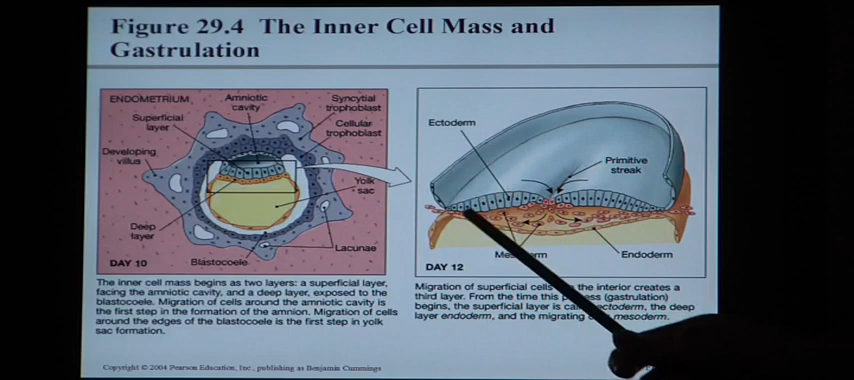 Figure 29.4 The Inner Cell Mass and
Gastrulation
ENDOMETRIUM
Amniotic
cavity
Syncytial
trophoblast
Superficial
layer
Cellular
trophoblast
Developing
villus
Yolk
sac
Deep
layer
Blastocoele
Lacunae
DAY 10
The inner cell mass begins as two layers: a superficial layer,
facing the amniotic cavity, and a deep layer, exposed to the
blastocoele. Migration of cells around the amniotic cavity is
the first step in the formation of the amnion. Migration of cells
around the edges of the blastocoele is the first step in yolk
sac formation.
Ectoderm
Primitive
streak
Endoderm
DAY 12
Migration of superficial the interior creates a
third layer. From the time this (gastrulation)
begins, the superficial layer is ectoderm, the deep
layer endoderm, and the migrating mesoderm.
Copyright © 2004 Pearson Education, Inc., publishing as Benjamin Cummings